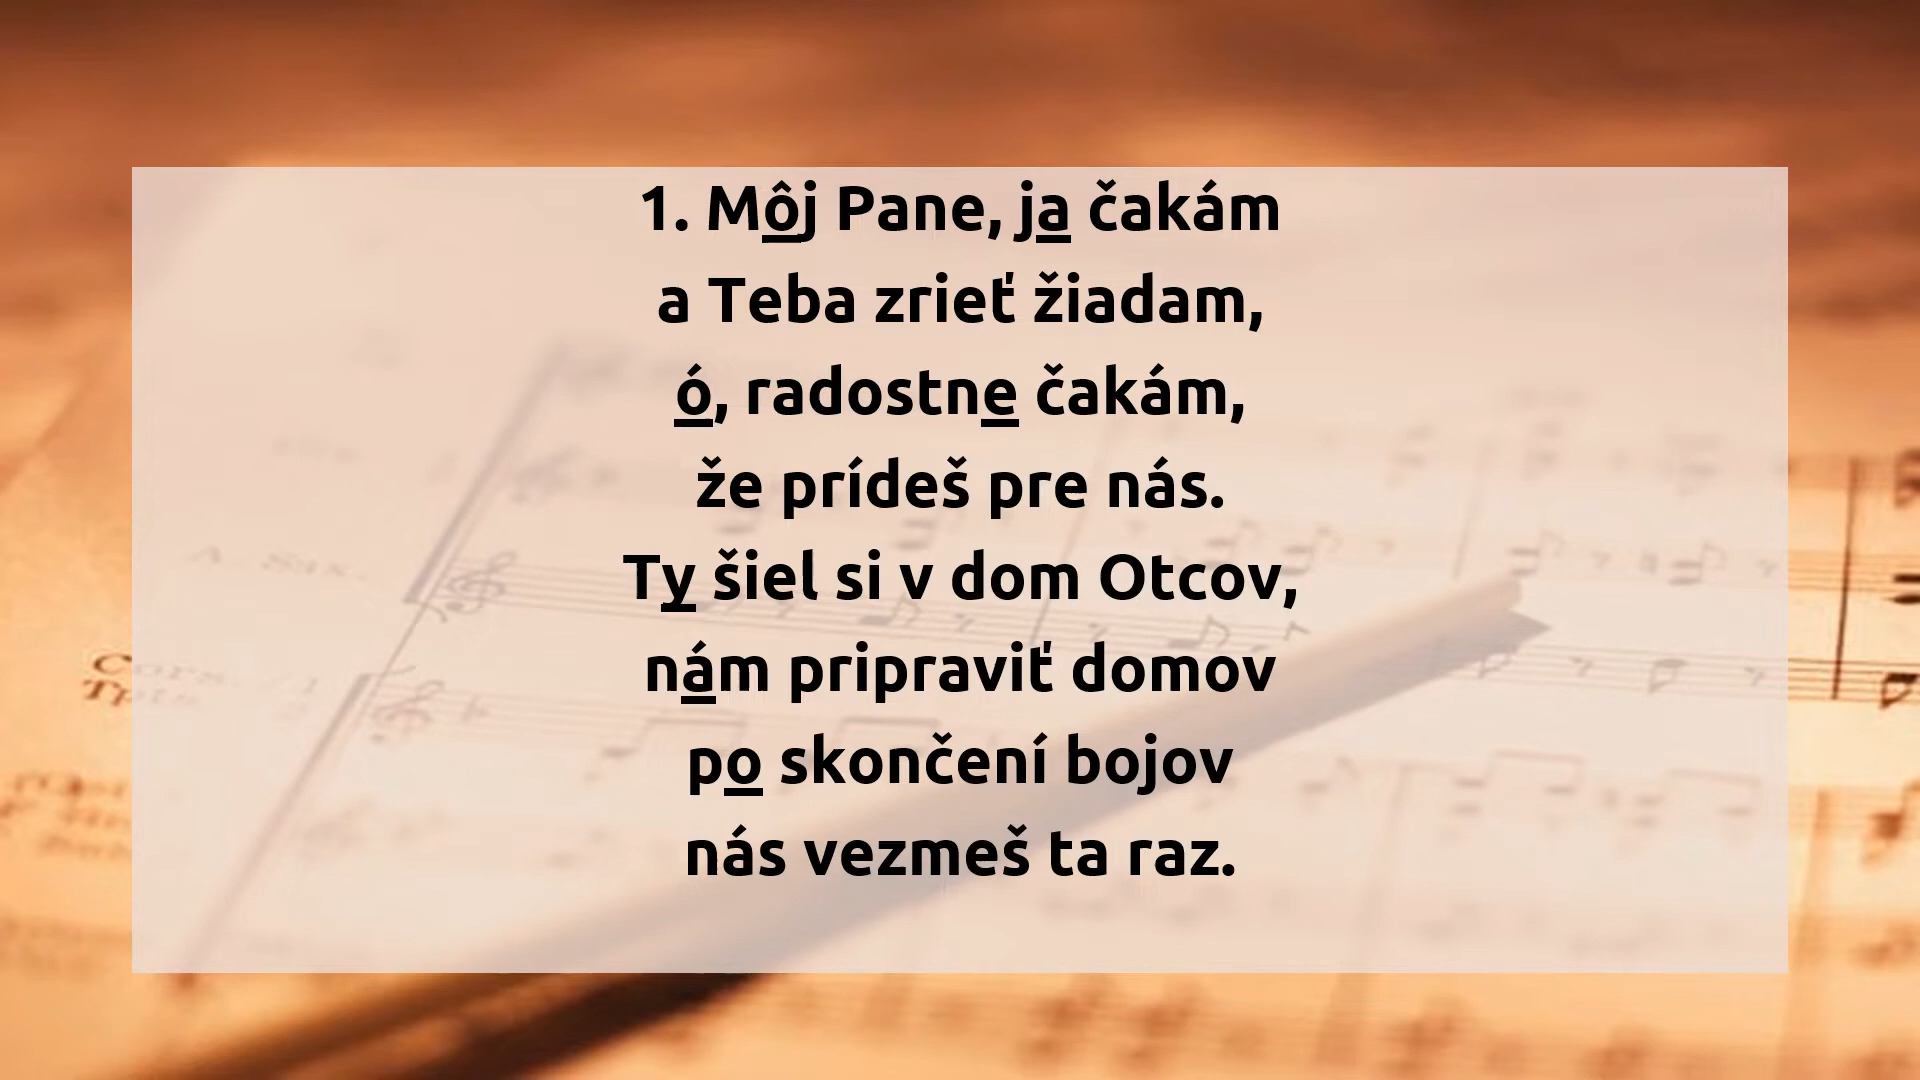 1. Môj Pane, ja čakám
a Teba zrieť žiadam,
ó, radostne čakám,
že prídeš pre nás.
Ty šiel si v dom Otcov,
nám pripraviť domov
po skončení bojov
nás vezmeš ta raz.